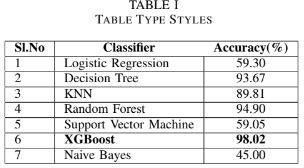 TABLE I
TABLE TYPE STYLES
Sl.No Classifier Accuracy(%)
1 Logistic Regression 59.30
2 Decision Tree 93.67
3 KNN 89.81
4 Random Forest 94.90
5 Support Vector Machine 59.05
6 XGBoost 98.02
7 Naive Bayes 45.00